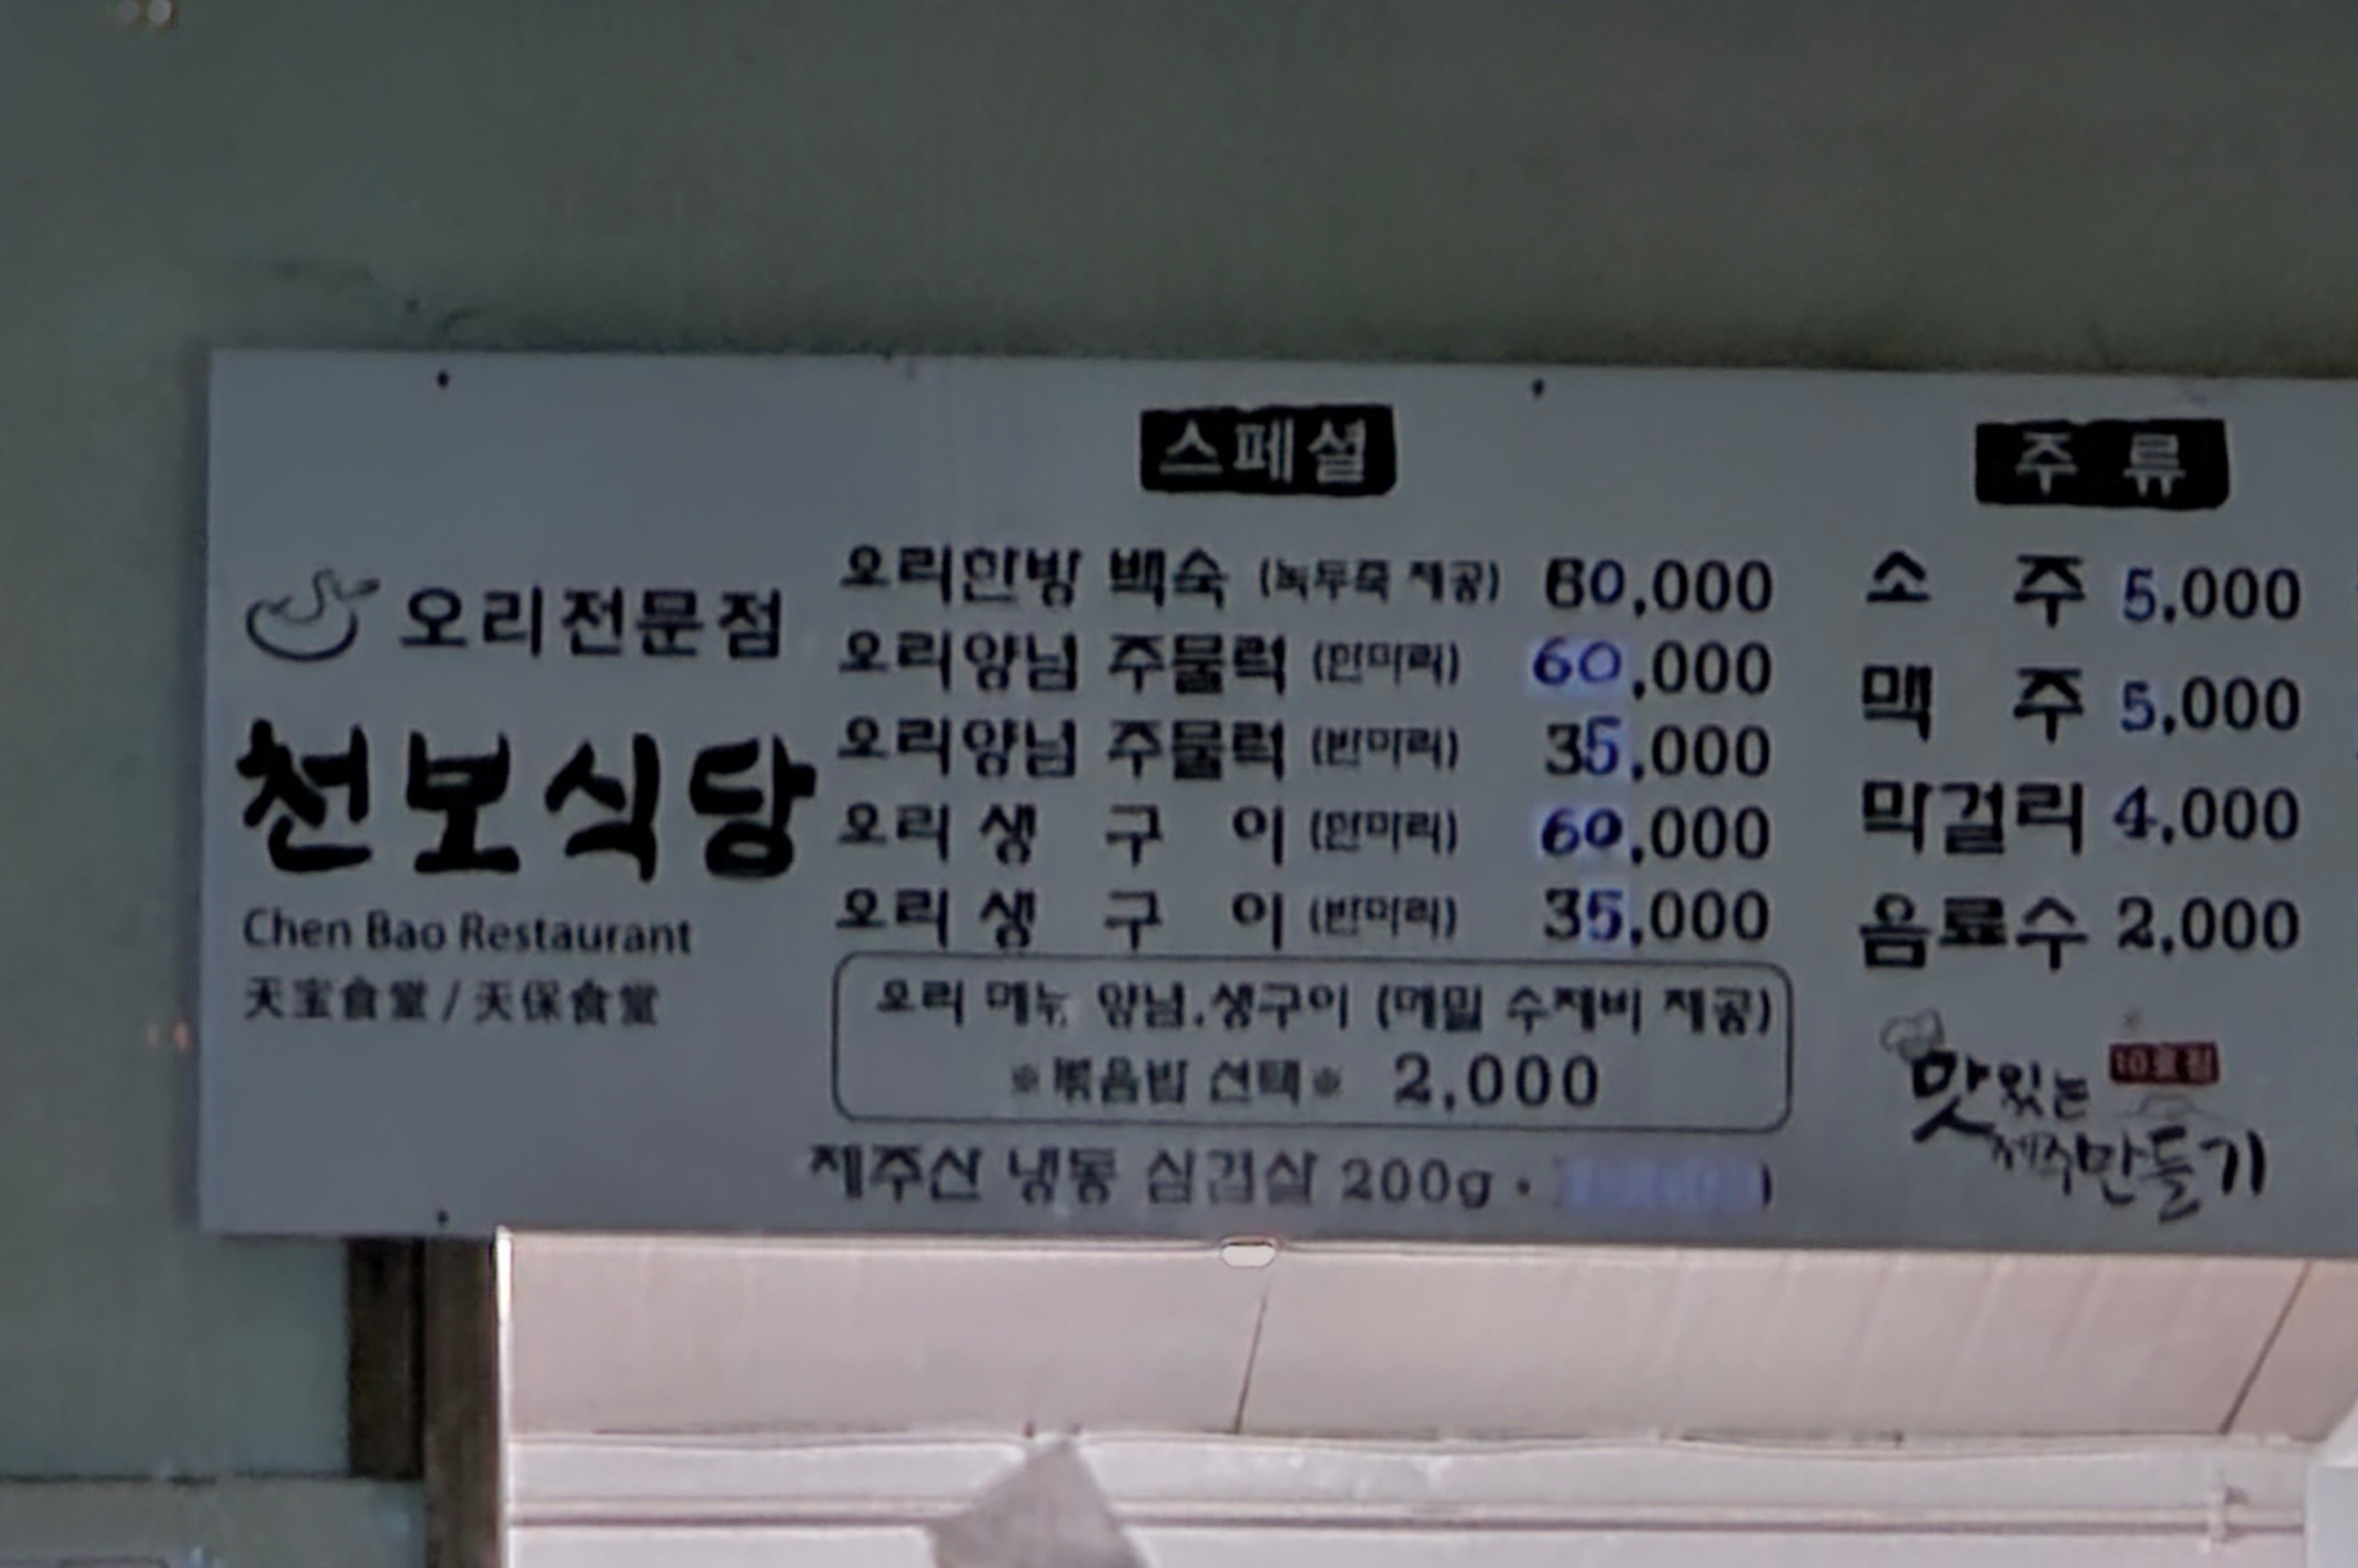 스페셜
주 류
오리전문점
천보식당
Chen Bao Restaurant
天宝食堂 / 天保食堂
오리한방 백숙 (녹두죽 제공) 80,000
오리양념 주물럭 (한마리) 60,000
오리양념 주물럭 (반마리) 35,000
오리 생 구 이 (한마리) 60,000
오리 생 구 이 (반마리) 35,000
오리 메뉴 양념.생구이 (메밀 수제비 제공)
※볶음밥 선택※ 2,000
제주산 냉동 삼겹살 200g
소 주 5,000
맥 주 5,000
막걸리 4,000
음료수 2,000
맛있는
제주만들기